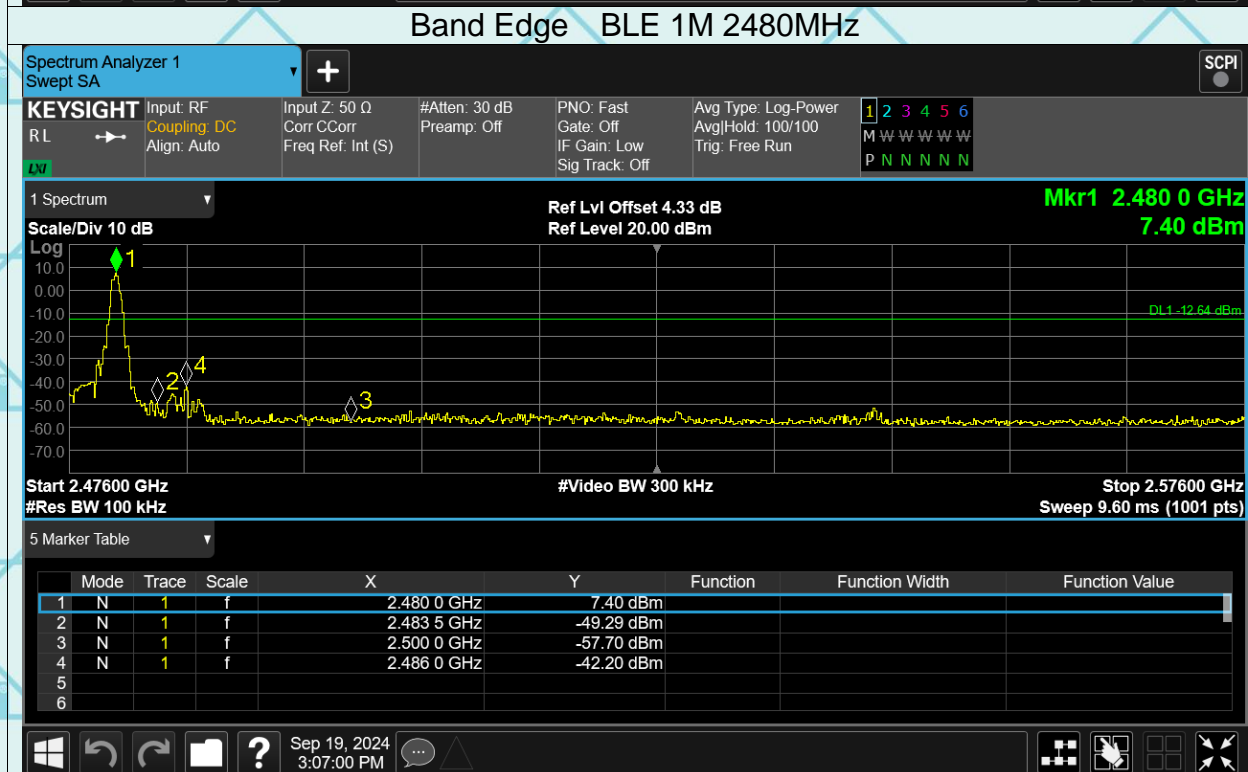 Band Edge BLE 1M 2480MHz
Spectrum Analyzer 1
Swept SA
SCPI
KEYSIGHT
RL
LXI
Input: RF
Coupling: DC
Align: Auto
Input Z: 50 Ω
Corr CCorr
Freq Ref: Int (S)
#Atten: 30 dB
Preamp: Off
PNO: Fast
Gate: Off
IF Gain: Low
Sig Track: Off
Avg Type: Log-Power
Avg|Hold: 100/100
Trig: Free Run
1 2 3 4 5 6
M W W W W W
P N N N N N
1 Spectrum
Scale/Div 10 dB
Ref Lvl Offset 4.33 dB
Ref Level 20.00 dBm
Mkr1 2.480 0 GHz
7.40 dBm
Log
10.0
0.00
-10.0
-20.0
-30.0
-40.0
-50.0
-60.0
-70.0
1
2
4
3
DL1 -12.64 dBm
Start 2.47600 GHz
#Video BW 300 kHz
Stop 2.57600 GHz
#Res BW 100 kHz
Sweep 9.60 ms (1001 pts)
5 Marker Table
Mode Trace Scale X Y Function Function Width Function Value
1 N 1 f 2.480 0 GHz 7.40 dBm
2 N 1 f 2.483 5 GHz -49.29 dBm
3 N 1 f 2.500 0 GHz -57.70 dBm
4 N 1 f 2.486 0 GHz -42.20 dBm
5
6
?
Sep 19, 2024
3:07:00 PM